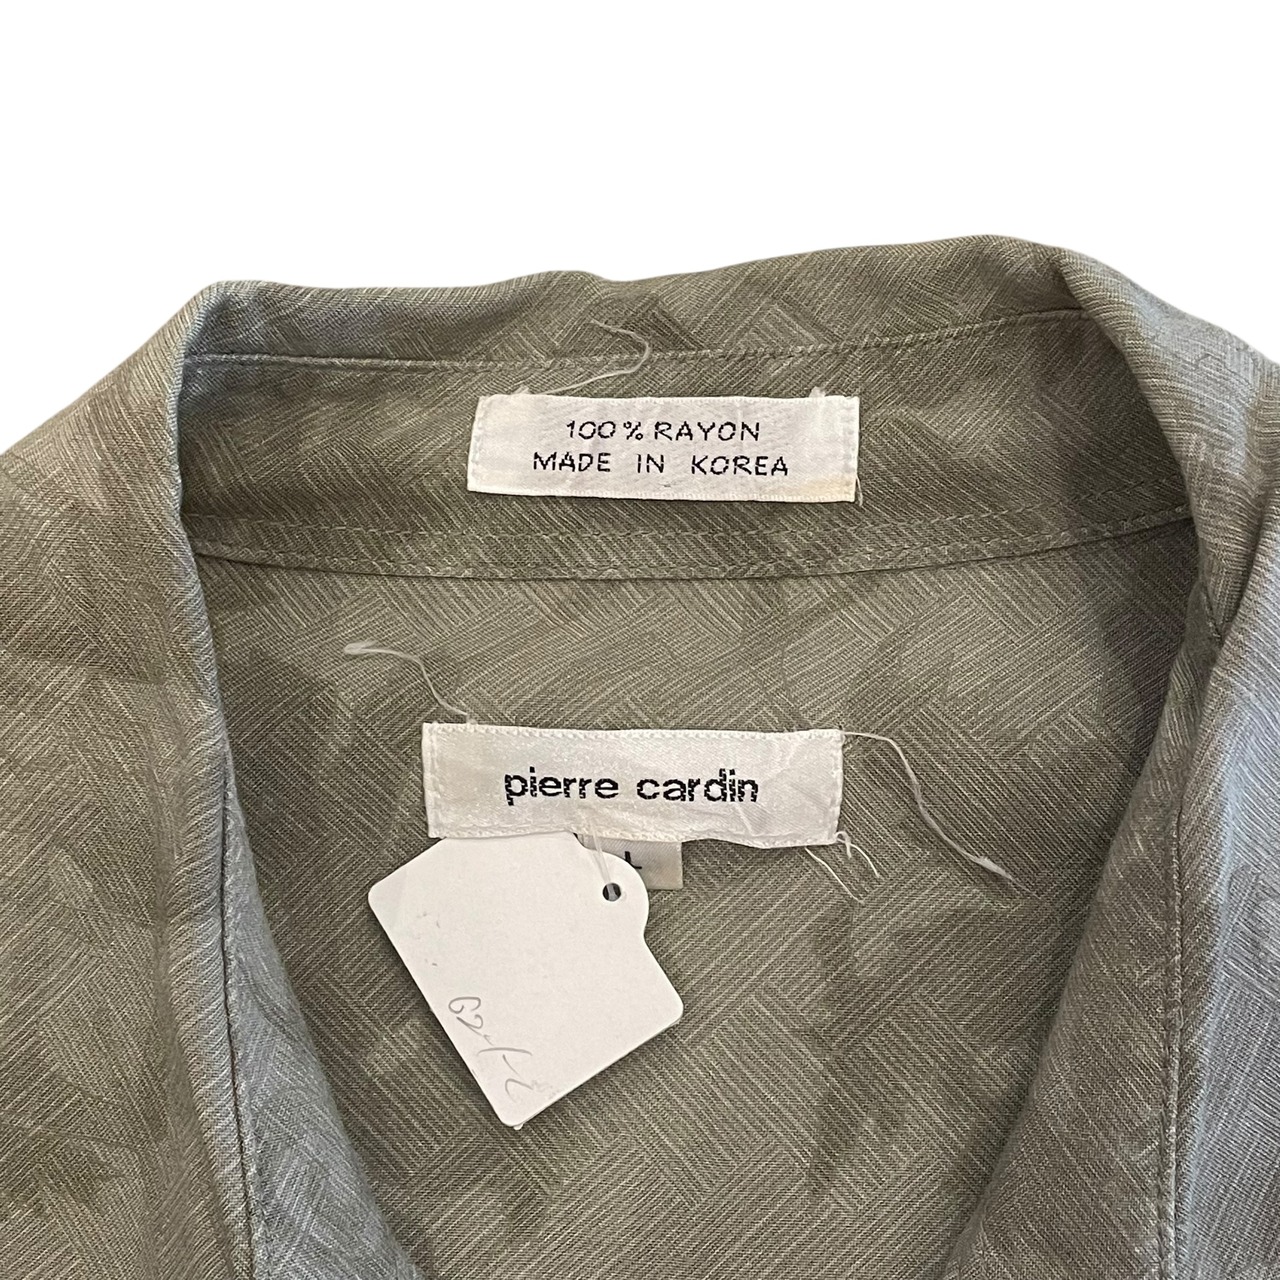 100% RAYON
MADE IN KOREA
pierre cardin
L